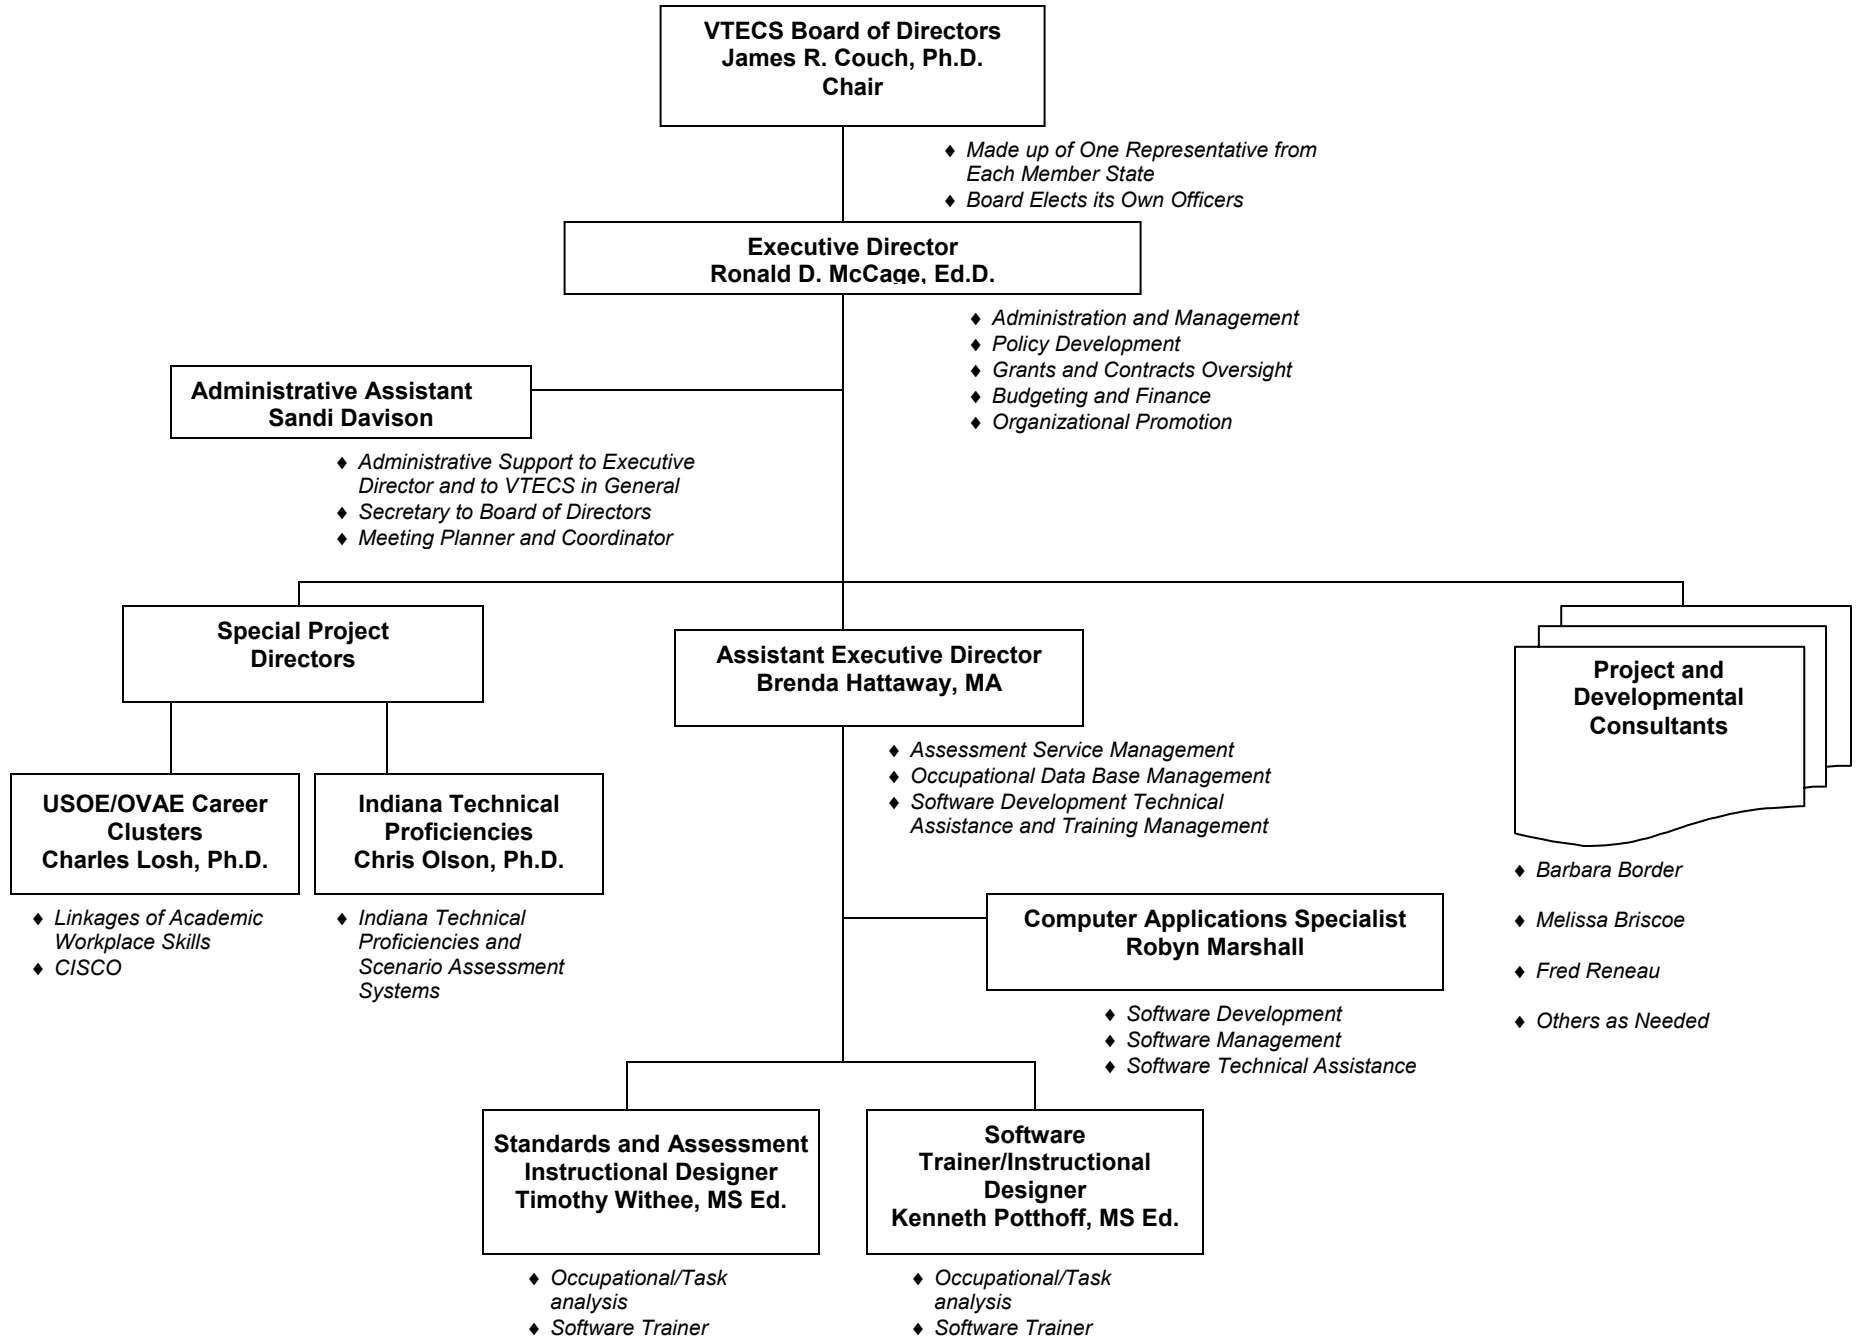 VTECS Board of Directors
James R. Couch, Ph.D.
Chair
♦ Made up of One Representative from
Each Member State
♦ Board Elects its Own Officers
Executive Director
Ronald D. McCage, Ed.D.
♦ Administration and Management
♦ Policy Development
♦ Grants and Contracts Oversight
♦ Budgeting and Finance
♦ Organizational Promotion
Administrative Assistant
Sandi Davison
♦ Administrative Support to Executive
Director and to VTECS in General
♦ Secretary to Board of Directors
♦ Meeting Planner and Coordinator
Special Project
Directors
Assistant Executive Director
Brenda Hattaway, MA
♦ Assessment Service Management
♦ Occupational Data Base Management
♦ Software Development Technical
Assistance and Training Management
Project and
Developmental
Consultants
♦ Barbara Border
♦ Melissa Briscoe
♦ Fred Reneau
♦ Others as Needed
USOE/OVAE Career
Clusters
Charles Losh, Ph.D.
♦ Linkages of Academic
Workplace Skills
♦ CISCO
Indiana Technical
Proficiencies
Chris Olson, Ph.D.
♦ Indiana Technical
Proficiencies and
Scenario Assessment
Systems
Computer Applications Specialist
Robyn Marshall
♦ Software Development
♦ Software Management
♦ Software Technical Assistance
Standards and Assessment
Instructional Designer
Timothy Withee, MS Ed.
♦ Occupational/Task
analysis
♦ Software Trainer
Software
Trainer/Instructional
Designer
Kenneth Potthoff, MS Ed.
♦ Occupational/Task
analysis
♦ Software Trainer